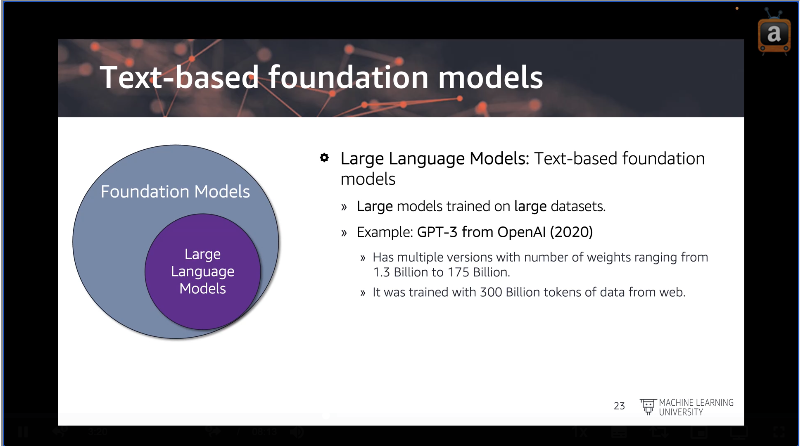 a
Text-based foundation models
Foundation Models
Large
Language
Models
Large Language Models: Text-based foundation
models
» Large models trained on large datasets.
» Example: GPT-3 from OpenAI (2020)
» Has multiple versions with number of weights ranging from
1.3 Billion to 175 Billion.
» It was trained with 300 Billion tokens of data from web.
23
MACHINE LEARNING
UNIVERSITY